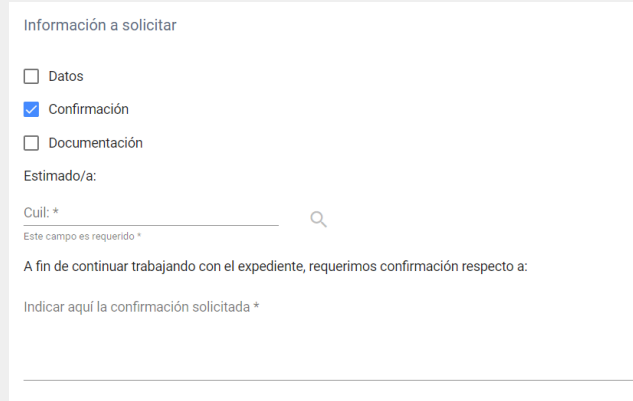 Información a solicitar
Datos
Confirmación
Documentación
Estimado/a:
Cuil: *
Este campo es requerido *
A fin de continuar trabajando con el expediente, requerimos confirmación respecto a:
Indicar aquí la confirmación solicitada *